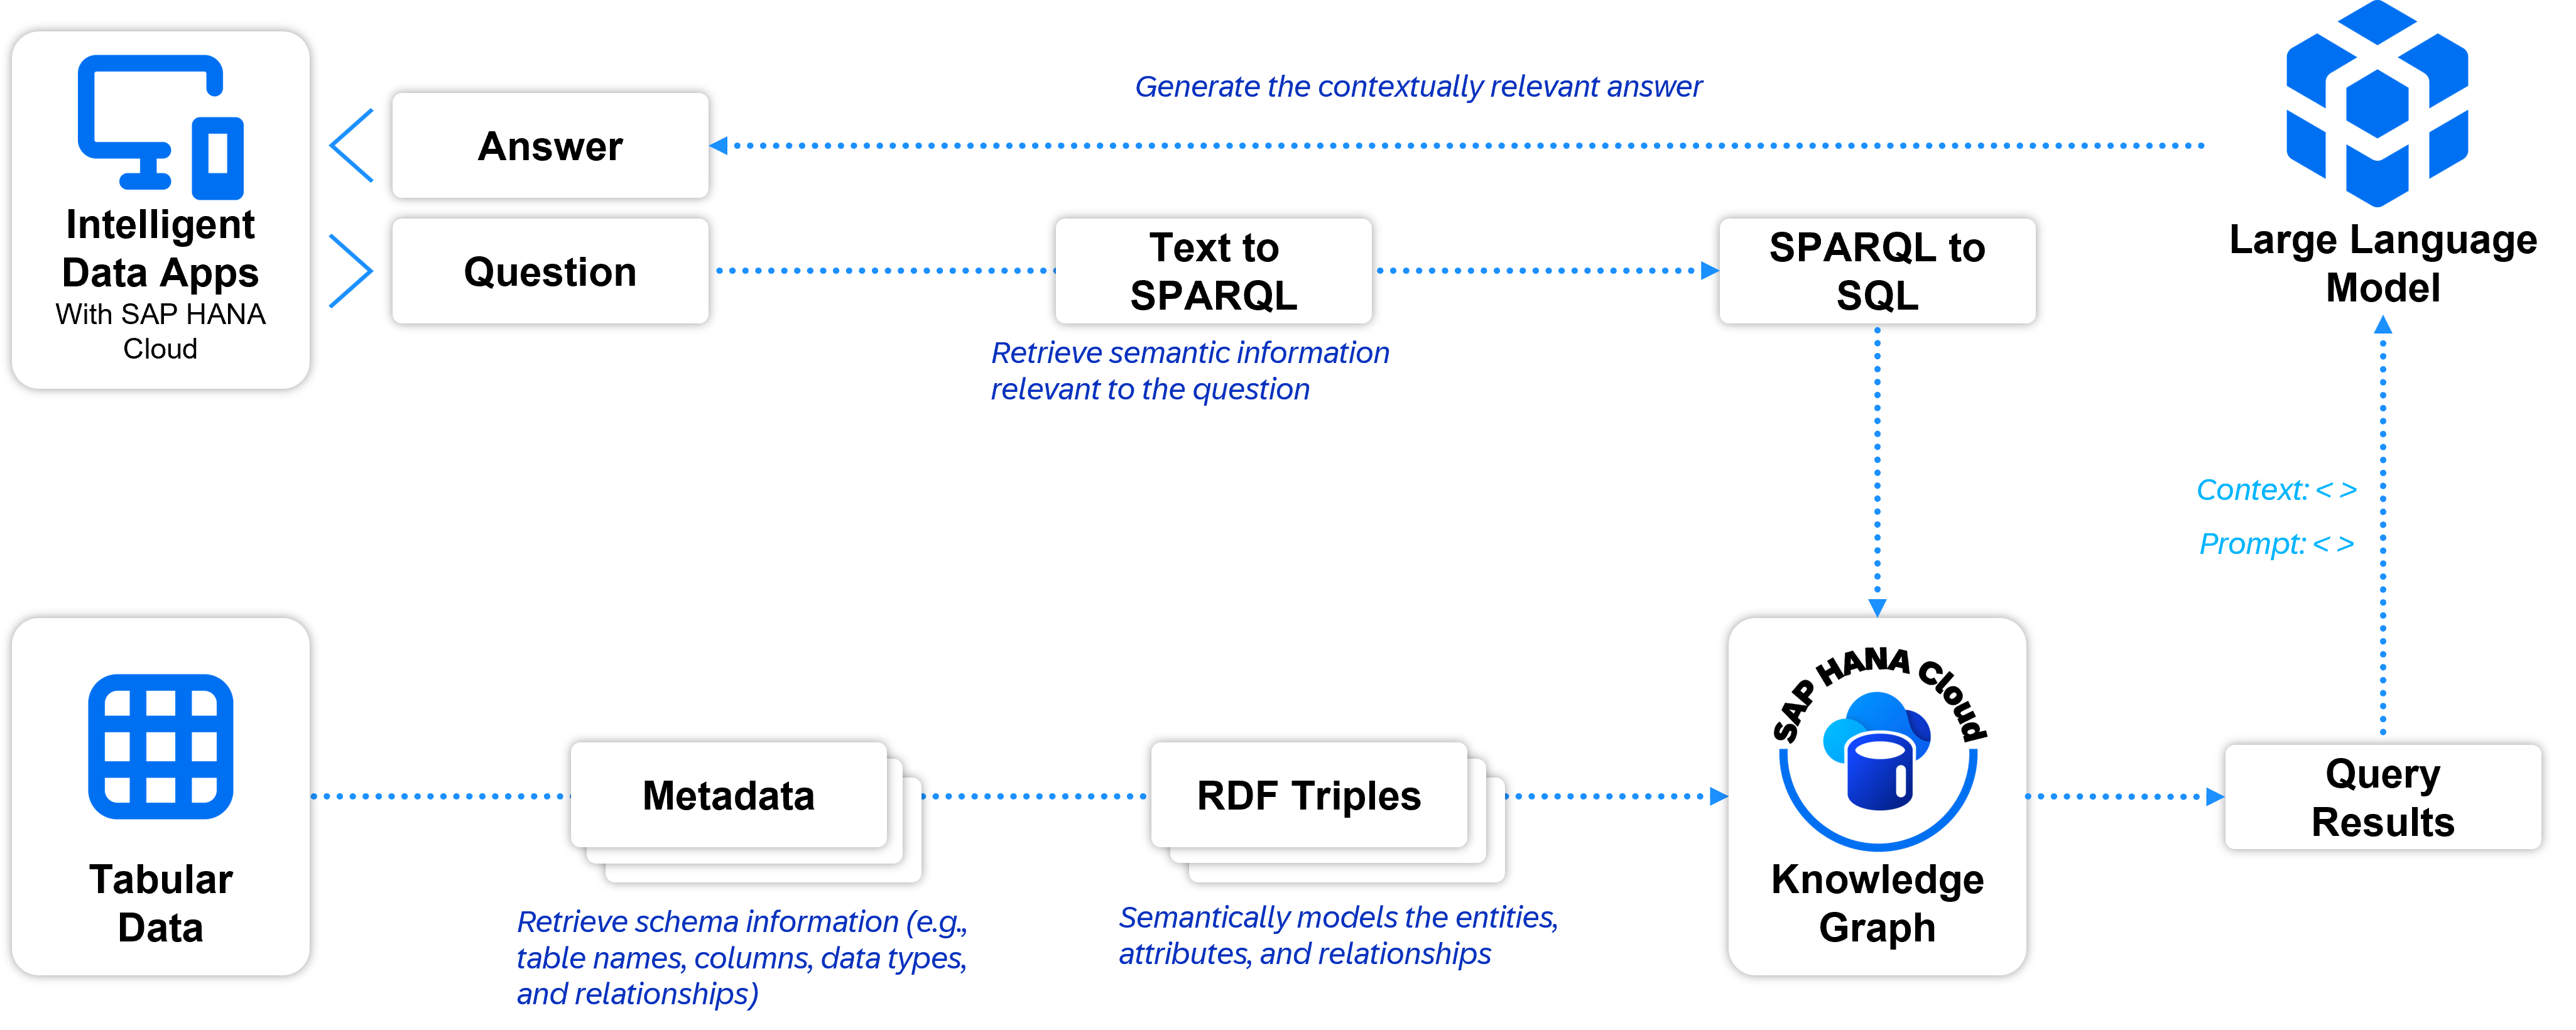 Generate the contextually relevant answer
Answer
Intelligent
Data Apps
With SAP HANA
Cloud
Question
Text to
SPARQL
SPARQL to
SQL
Large Language
Model
Retrieve semantic information
relevant to the question
Context: < >
Prompt: < >
Tabular
Data
Metadata
Retrieve schema information (e.g.,
table names, columns, data types,
and relationships)
RDF Triples
Semantically models the entities,
attributes, and relationships
SAP HANA Cloud
Knowledge
Graph
Query
Results